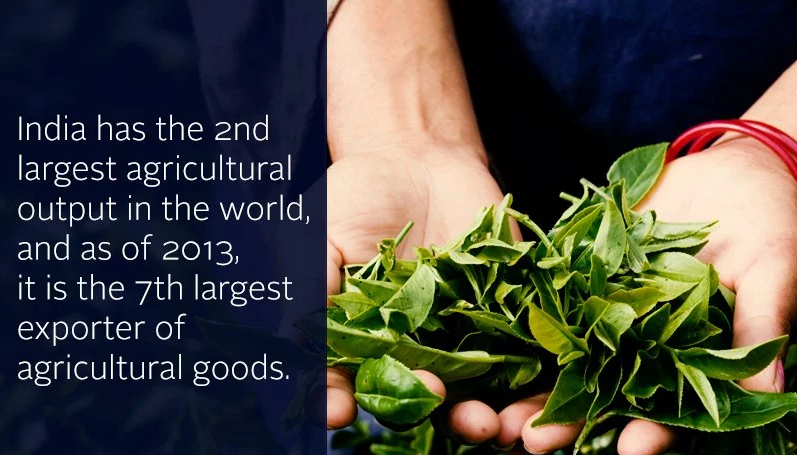 India has the 2nd
largest agricultural
output in the world,
and as of 2013,
it is the 7th largest
exporter of
agricultural goods.